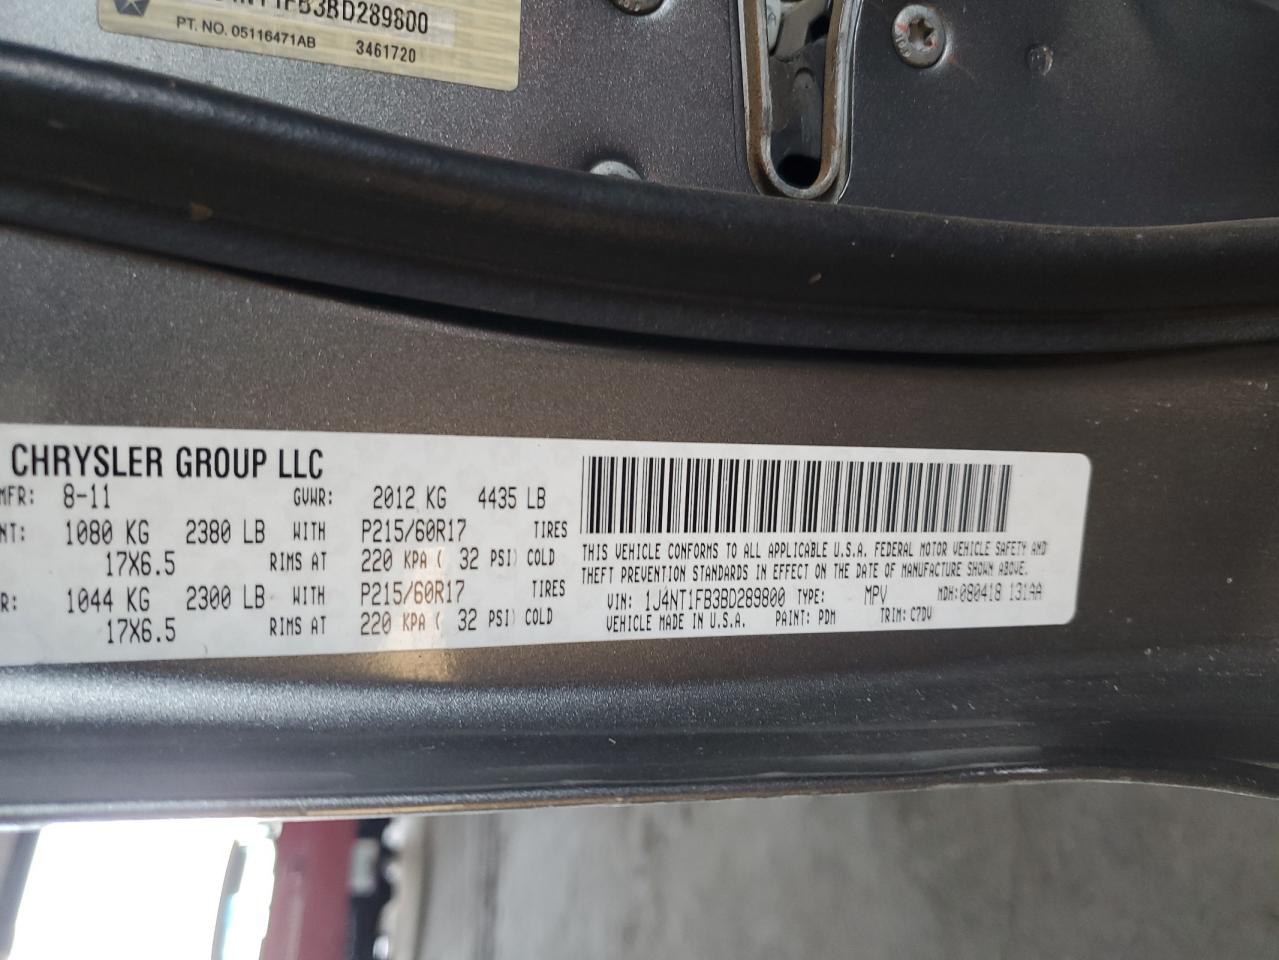 NT1FB3BD289800
PT. NO. 05116471AB 3461720
CHRYSLER GROUP LLC
MFR: 8-11 GVWR: 2012 KG 4435 LB
NT: 1080 KG 2380 LB WITH P215/60R17 TIRES
17X6.5 RIMS AT 220 KPA ( 32 PSI) COLD
R: 1044 KG 2300 LB WITH P215/60R17 TIRES
17X6.5 RIMS AT 220 KPA ( 32 PSI) COLD
THIS VEHICLE CONFORMS TO ALL APPLICABLE U.S.A. FEDERAL MOTOR VEHICLE SAFETY AND
THEFT PREVENTION STANDARDS IN EFFECT ON THE DATE OF MANUFACTURE SHOWN ABOVE.
VIN: 1J4NT1FB3BD289800 TYPE: MPV MDH: 080418 131AA
VEHICLE MADE IN U.S.A. PAINT: PDM TRIM: C7DV